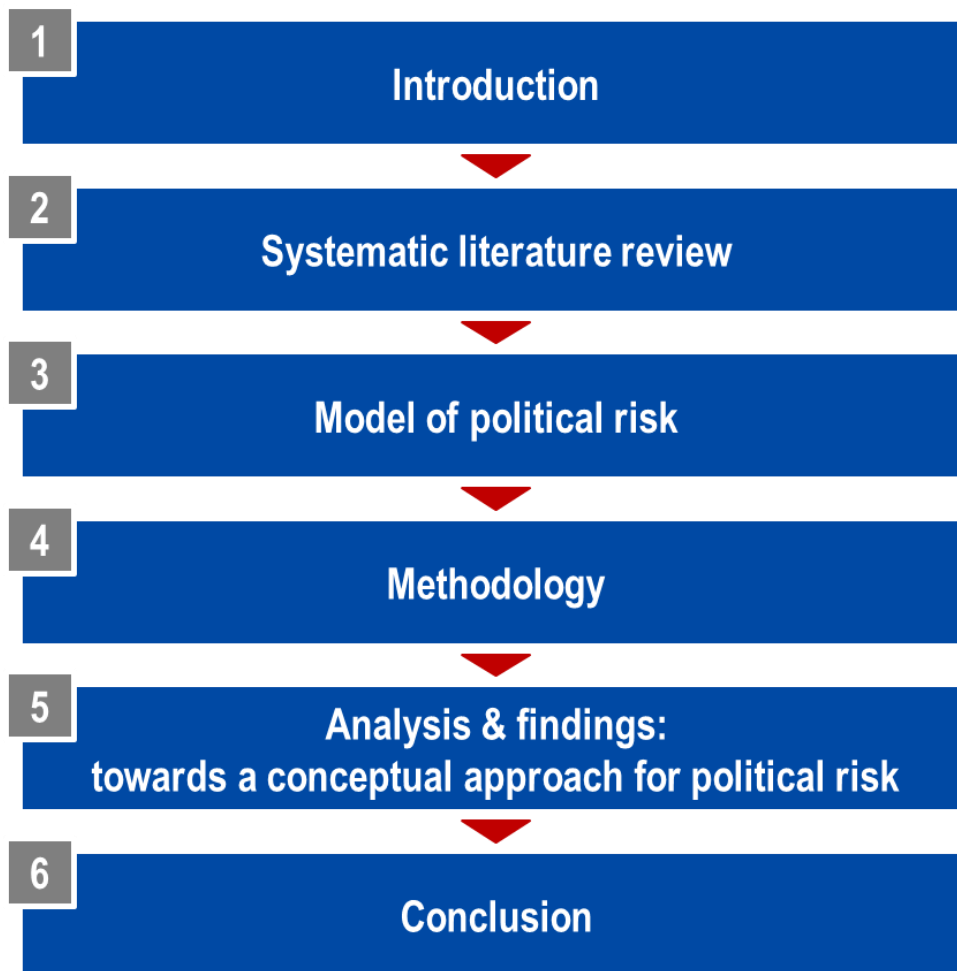 1
Introduction
2
Systematic literature review
3
Model of political risk
4
Methodology
5
Analysis & findings:
towards a conceptual approach for political risk
6
Conclusion